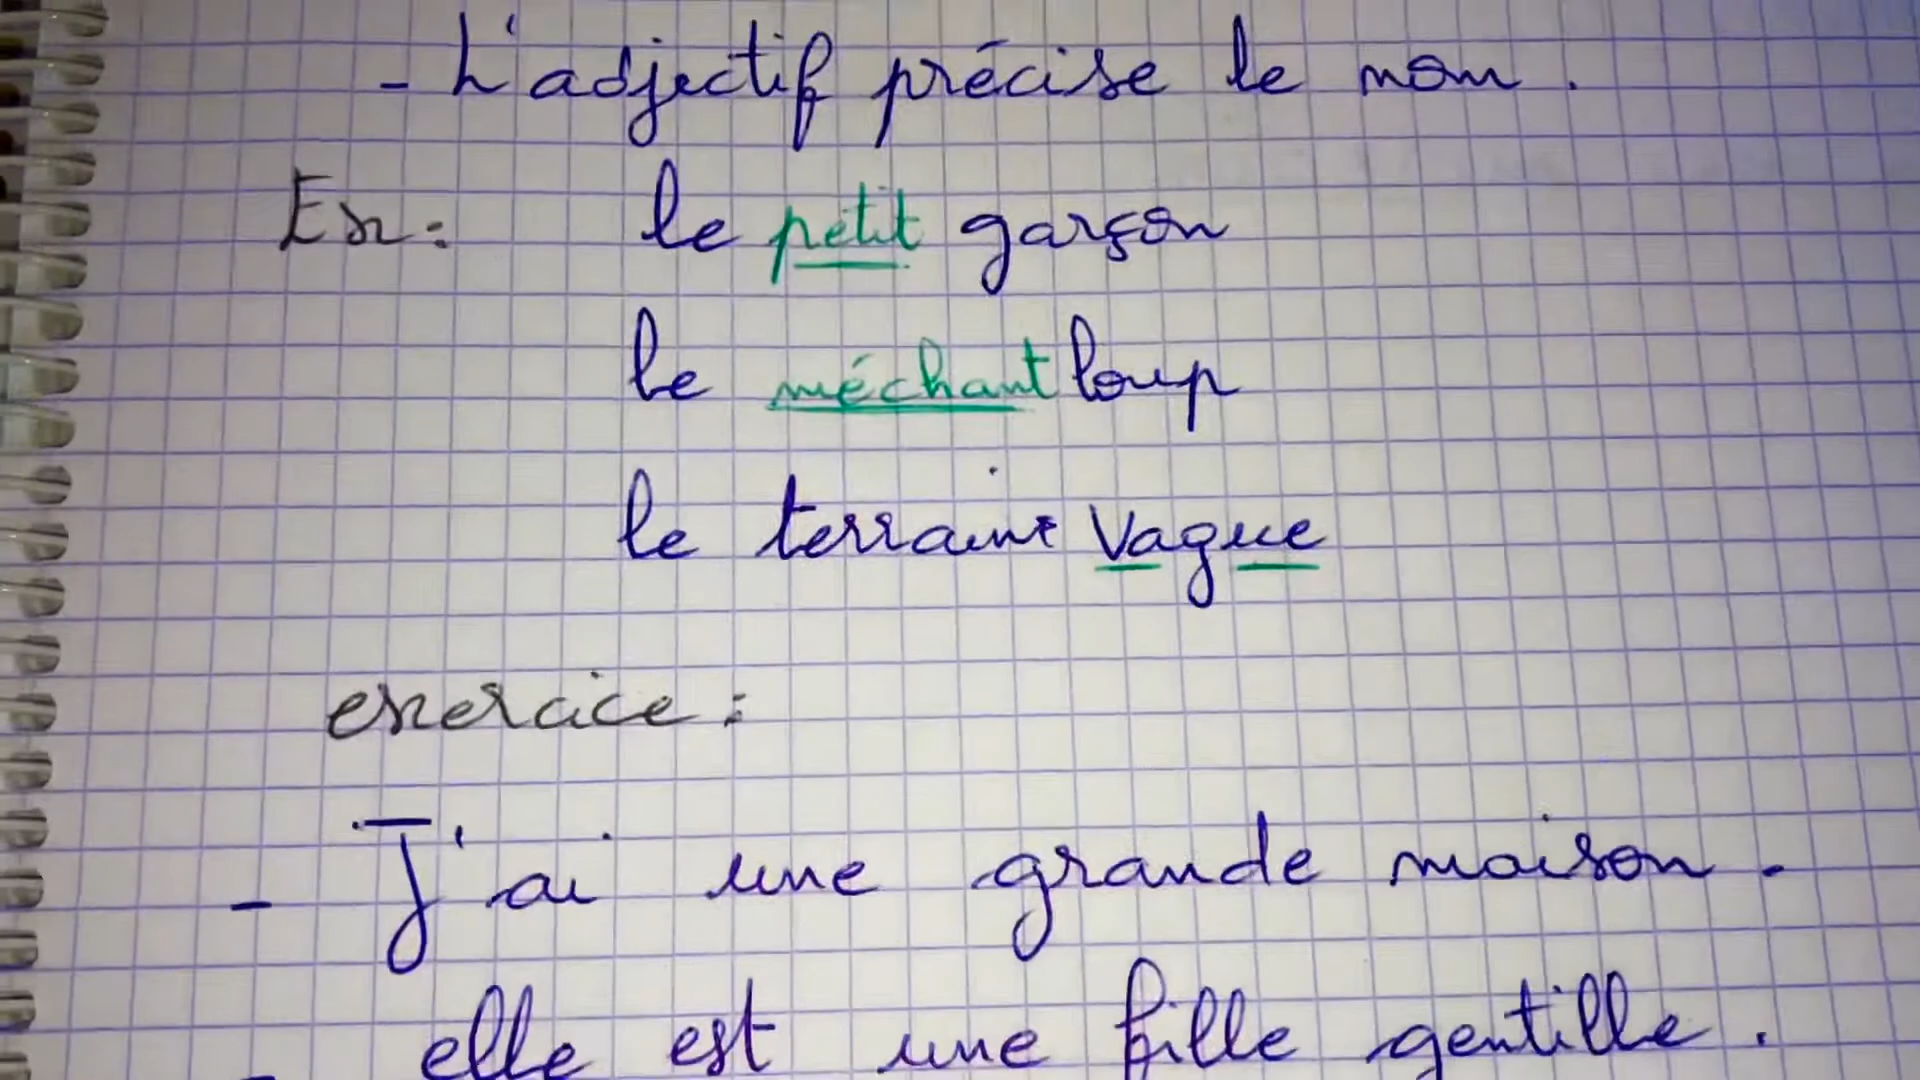 - L'adjectif précise le nom.
Ex: le petit garçon
le méchant loup
le terrain vague
exercice:
- J'ai une grande maison.
- elle est une fille gentille.